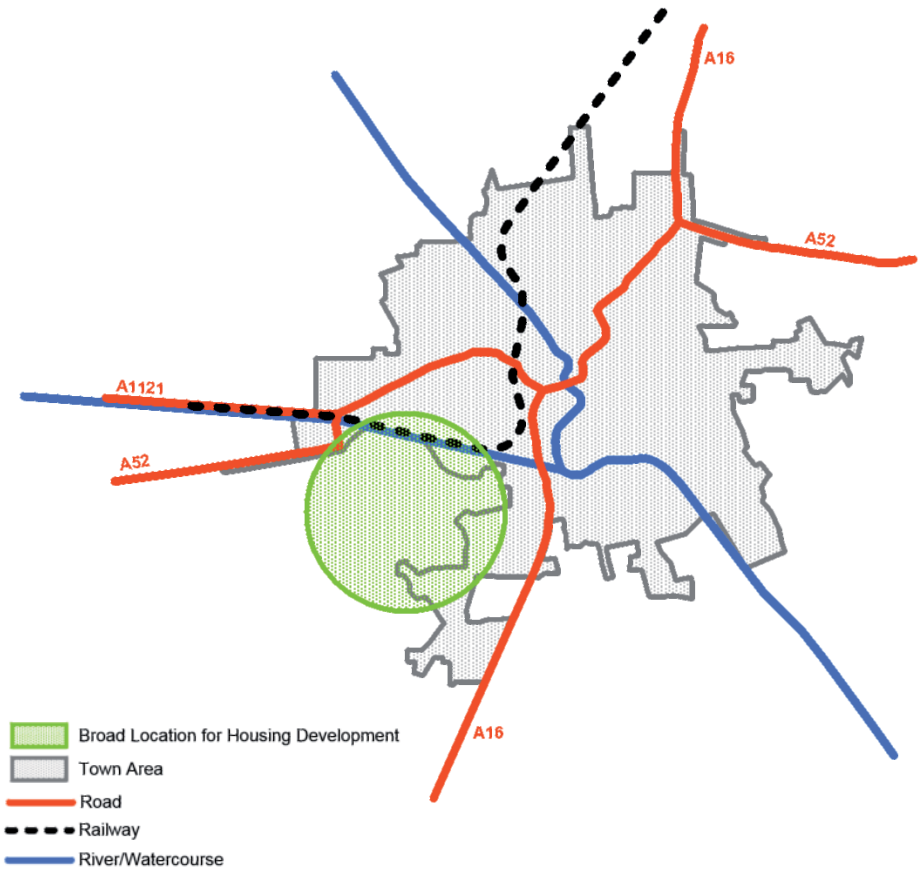 A16
A52
A1121
A52
A16
Broad Location for Housing Development
Town Area
Road
Railway
River/Watercourse